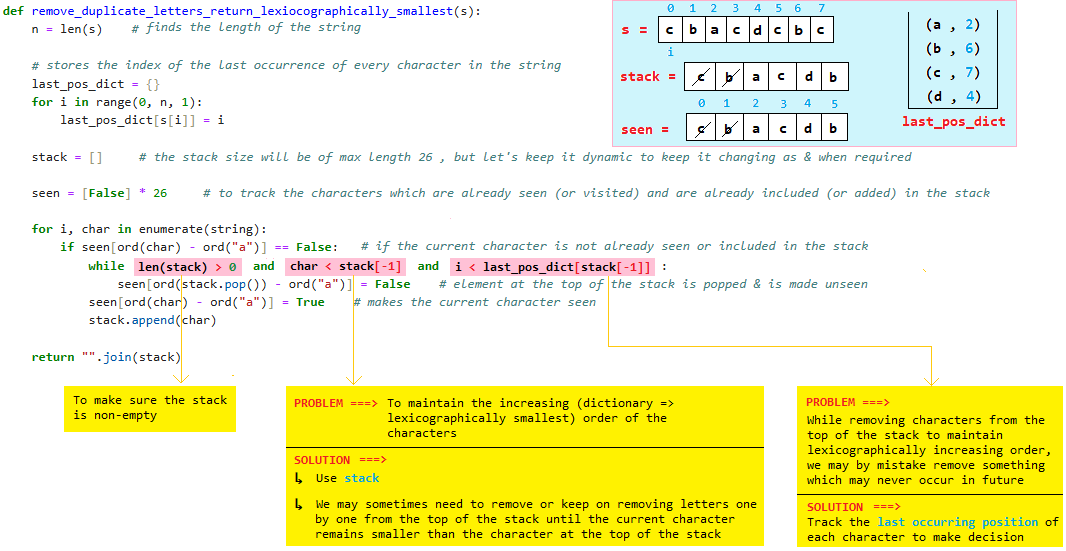 def remove_duplicate_letters_return_lexiocographically_smallest(s):
n = len(s)    # finds the length of the string
# stores the index of the last occurrence of every character in the string
last_pos_dict = {}
for i in range(0, n, 1):
last_pos_dict[s[i]] = i
stack = []    # the stack size will be of max length 26 , but let's keep it dynamic to keep it changing as & when required
seen = [False] * 26    # to track the characters which are already seen (or visited) and are already included (or added) in the stack
for i, char in enumerate(string):
if seen[ord(char) - ord("a")] == False:    # if the current character is not already seen or included in the stack
while len(stack) > 0 and char < stack[-1] and i < last_pos_dict[stack[-1]] :
seen[ord(stack.pop()) - ord("a")] = False    # element at the top of the stack is popped & is made unseen
seen[ord(char) - ord("a")] = True    # makes the current character seen
stack.append(char)
return "".join(stack)
0 1 2 3 4 5 6 7
s = c b a c d c b c
i
stack = c b a c d b
0 1 2 3 4 5
seen = c b a c d b
(a , 2)
(b , 6)
(c , 7)
(d , 4)
last_pos_dict
To make sure the stack
is non-empty
PROBLEM ===> To maintain the increasing (dictionary =>
lexicographically smallest) order of the
characters
SOLUTION ===>
↳ Use stack
↳ We may sometimes need to remove or keep on removing letters one
by one from the top of the stack until the current character
remains smaller than the character at the top of the stack
PROBLEM ===>
While removing characters from the
top of the stack to maintain
lexicographically increasing order,
we may by mistake remove something
which may never occur in future
SOLUTION ===>
Track the last occurring position of
each character to make decision